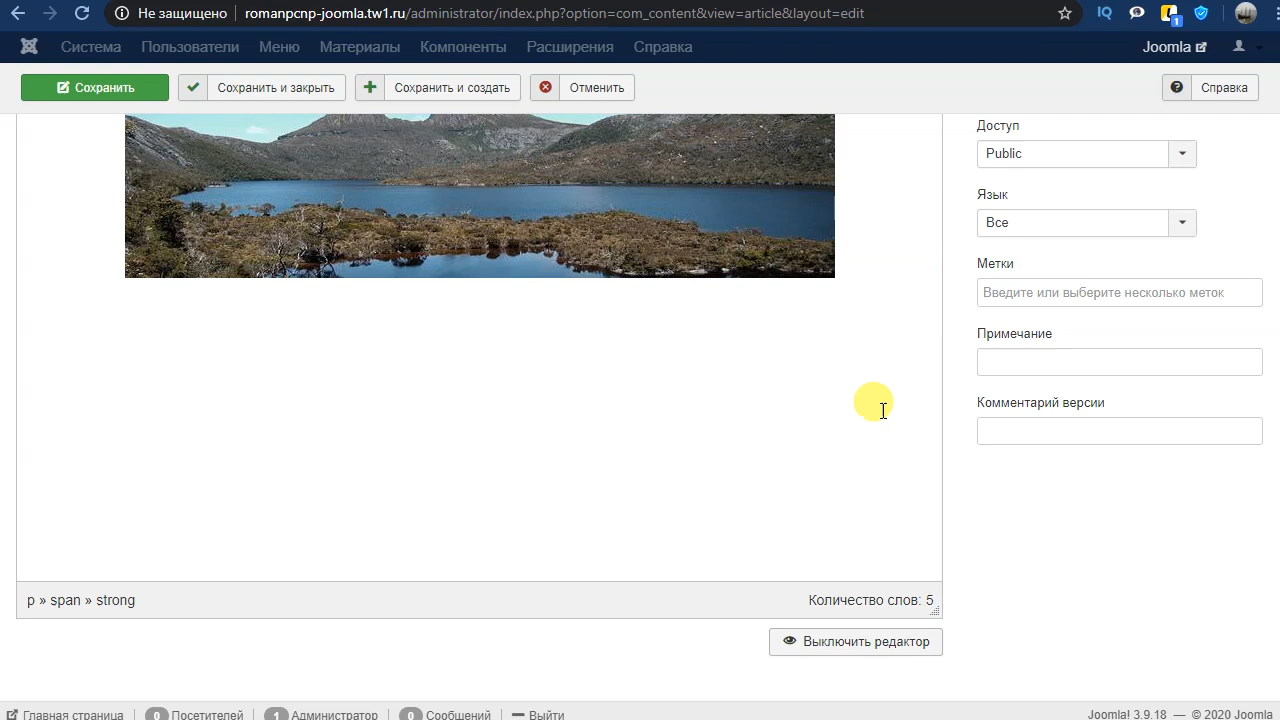 Не защищено romanpcnp-joomla.tw1.ru/administrator/index.php?option=com_content&view=article&layout=edit
Система Пользователи Меню Материалы Компоненты Расширения Справка Joomla
Сохранить Сохранить и закрыть Сохранить и создать Отменить Справка
Доступ
Public
Язык
Все
Метки
Введите или выберите несколько меток
Примечание
Комментарий версии
p » span » strong Количество слов: 5
Выключить редактор
Главная страница 0 Посетителей 1 Администратор 0 Сообщений Выйти Joomla! 3.9.18 — © 2020 Joomla